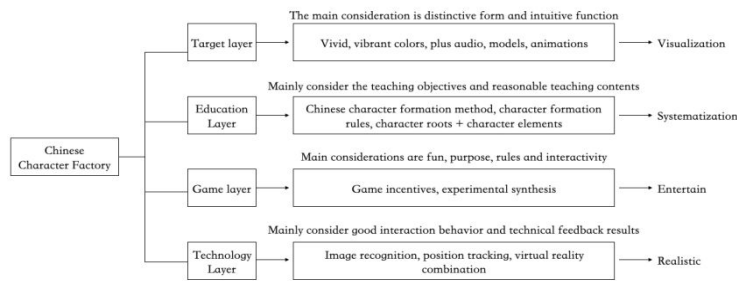 The main consideration is distinctive form and intuitive function
Target layer
Vivid, vibrant colors, plus audio, models, animations
Visualization
Mainly consider the teaching objectives and reasonable teaching contents
Education
Layer
Chinese character formation method, character formation
rules, character roots + character elements
Systematization
Chinese
Character Factory
Main considerations are fun, purpose, rules and interactivity
Game layer
Game incentives, experimental synthesis
Entertain
Mainly consider good interaction behavior and technical feedback results
Technology
Layer
Image recognition, position tracking, virtual reality
combination
Realistic